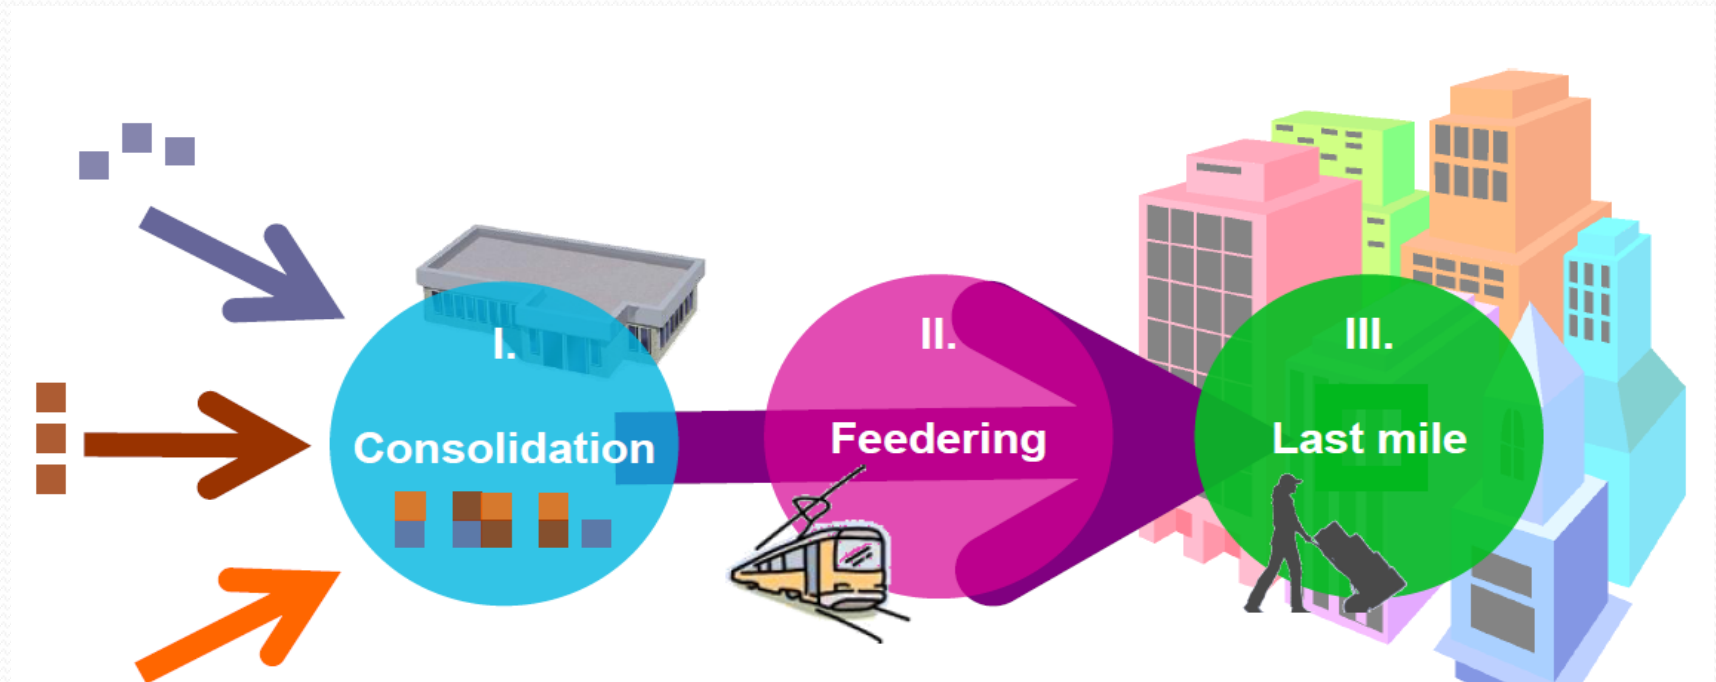 I.
Consolidation
II.
Feedering
III.
Last mile